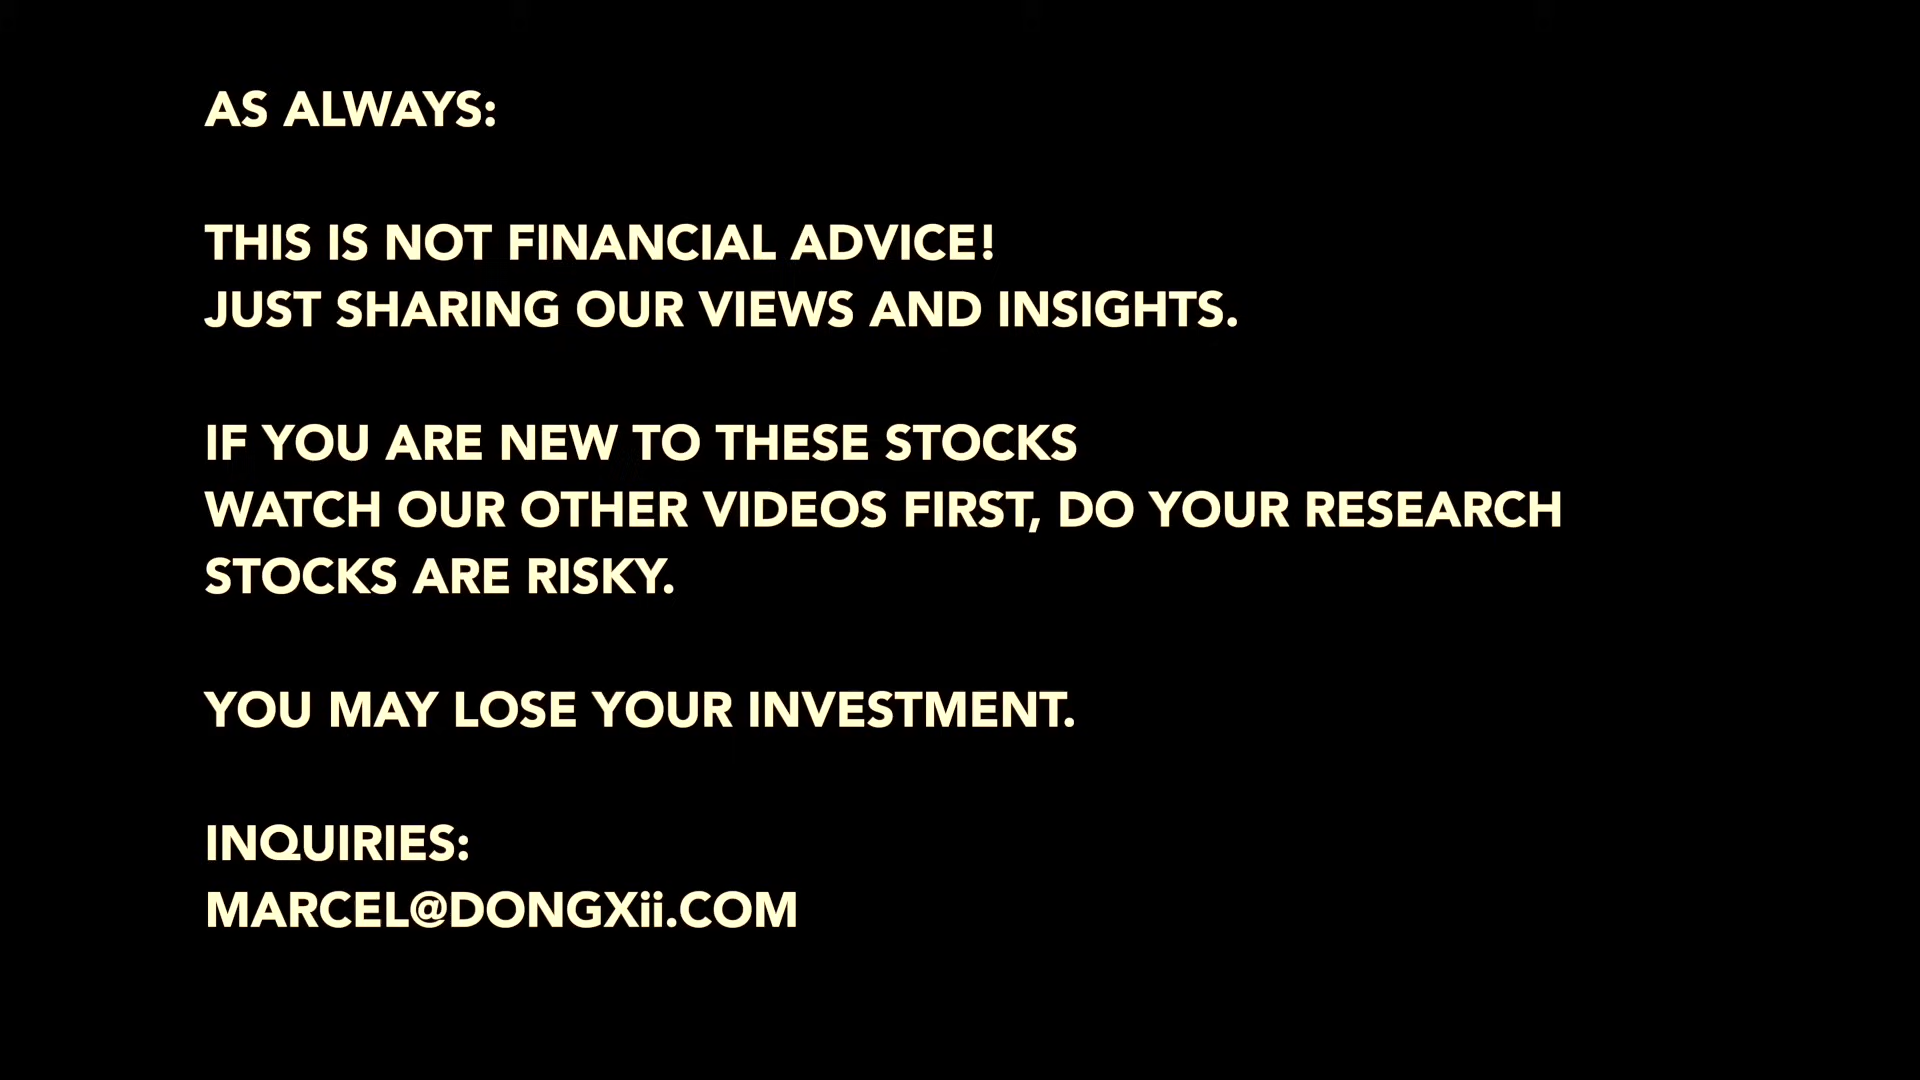 AS ALWAYS:
THIS IS NOT FINANCIAL ADVICE!
JUST SHARING OUR VIEWS AND INSIGHTS.
IF YOU ARE NEW TO THESE STOCKS
WATCH OUR OTHER VIDEOS FIRST, DO YOUR RESEARCH
STOCKS ARE RISKY.
YOU MAY LOSE YOUR INVESTMENT.
INQUIRIES:
MARCEL@DONGXii.COM